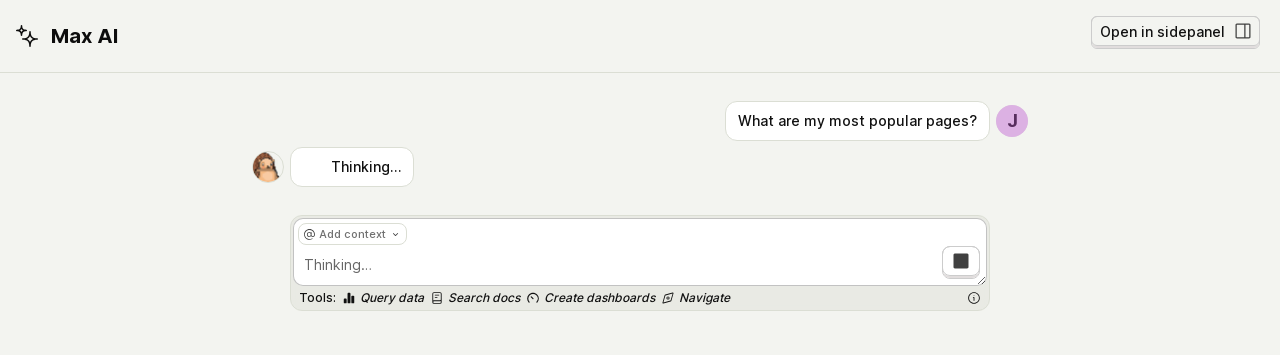 Max AI
Open in sidepanel
What are my most popular pages?
J
Thinking...
@ Add context
Thinking...
Tools: Query data Search docs Create dashboards Navigate